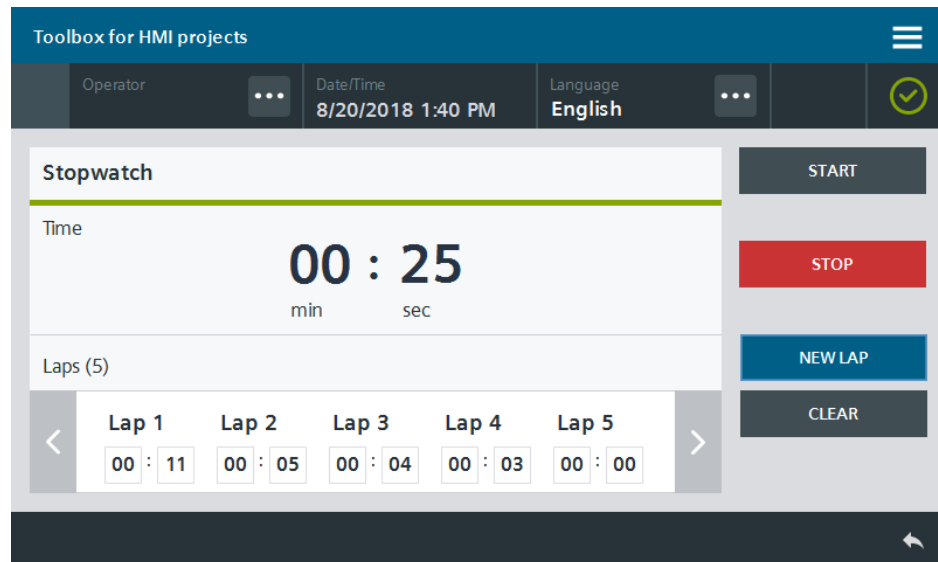 Toolbox for HMI projects
Operator ••• Date/Time Language •••
8/20/2018 1:40 PM English
Stopwatch
START
Time
00 : 25
STOP
min sec
Laps (5)
NEW LAP
CLEAR
Lap 1 Lap 2 Lap 3 Lap 4 Lap 5
00 : 11 00 : 05 00 : 04 00 : 03 00 : 00